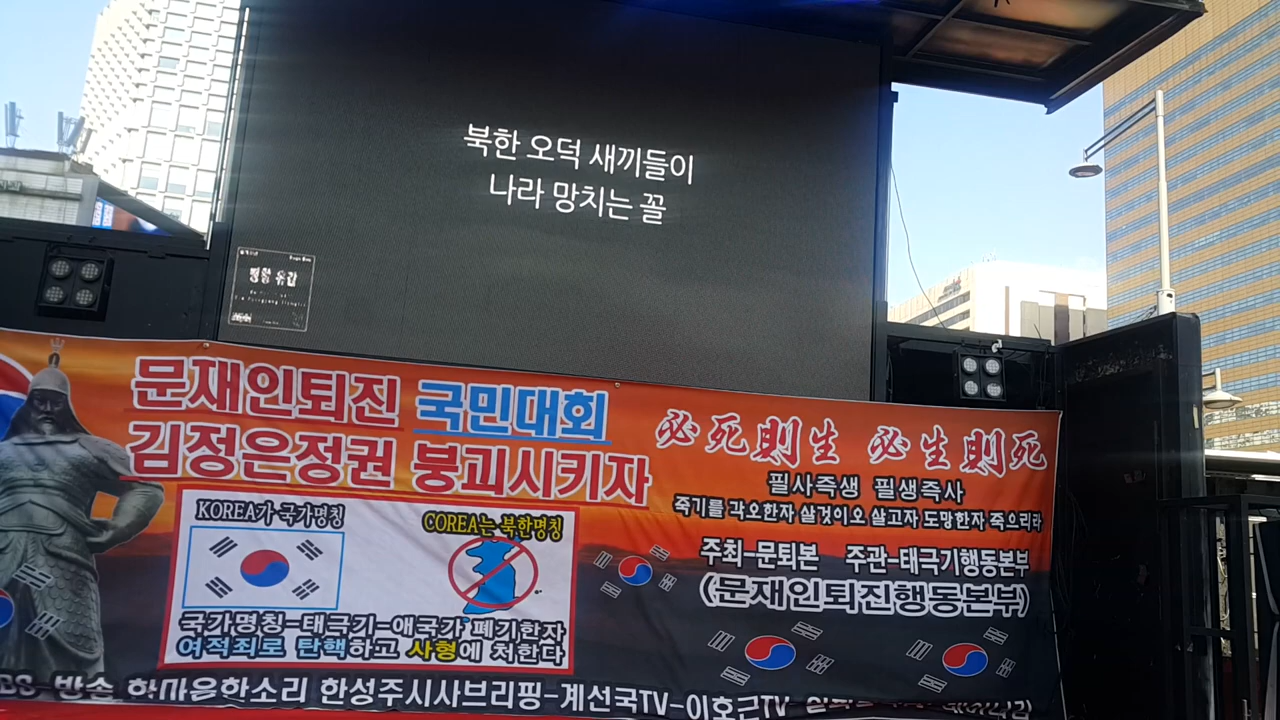 북한 오덕 새끼들이
나라 망치는 꼴
평할 유감
문재인퇴진 국민대회
김정은정권 붕괴시키자
必死則生 必生則死
필사즉생 필생즉사
죽기를 각오한자 살것이오 살고자 도망한자 죽으리라
주최-문퇴본 주관-태극기행동본부
(문재인퇴진행동본부)
KOREA가 국가명칭
COREA는 북한명칭
국가명칭-태극기-애국가 폐기한자
여적죄로 탄핵하고 사형에 처한다
방송 한마음한소리 한성주시사브리핑-계선국TV-이호근TV